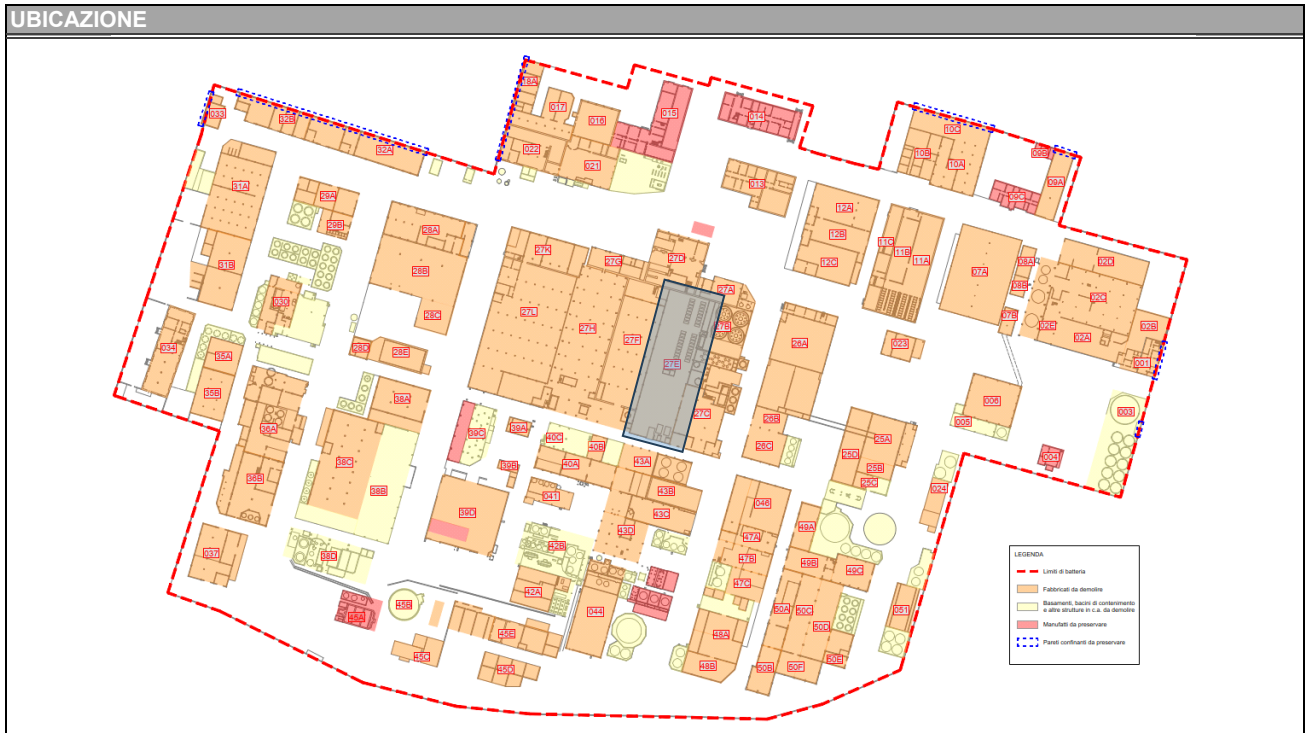 UBICAZIONE
18A
033
32B
017
016
015
014
32A
022
021
10C
10B
10A
09B
09A
09C
013
31A
29A
29B
12A
12B
12C
11C
11B
11A
28A
28B
28C
27K
27G
27D
27A
27B
27L
27H
27F
27E
27C
07A
08A
08B
07B
02D
02C
02B
02E
02A
001
31B
030
034
35A
35B
28D
28E
26A
023
006
005
003
004
38A
36A
36B
39C
39A
39B
40C
40B
40A
43A
26B
26C
25A
25D
25B
25C
024
38C
38B
39D
041
43B
43C
43D
046
47A
47B
47C
49A
49B
49C
037
38D
42B
42A
044
45A
45B
45C
45E
45D
48A
48B
50A
50C
50D
50E
50B
50F
051
LEGENDA
Limiti di batteria
Fabbricati da demolire
Basamenti, bacini di contenimento
e altre strutture in c.a. da demolire
Manufatti da preservare
Pareti confinanti da preservare